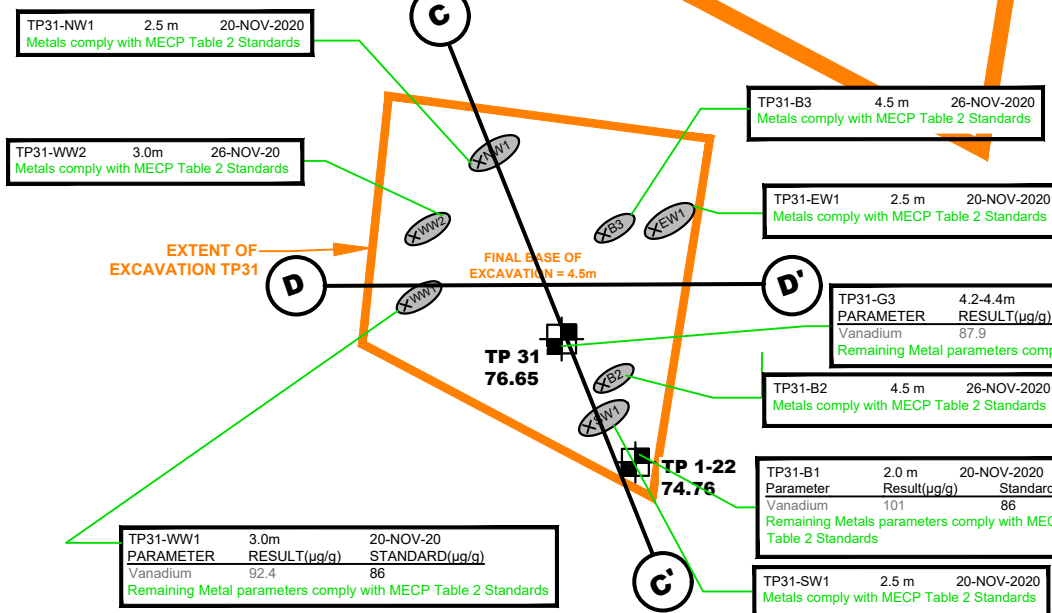 TP31-NW1 2.5 m 20-NOV-2020
Metals comply with MECP Table 2 Standards
C
TP31-B3 4.5 m 26-NOV-2020
Metals comply with MECP Table 2 Standards
TP31-WW2 3.0m 26-NOV-20
Metals comply with MECP Table 2 Standards
NW1
TP31-EW1 2.5 m 20-NOV-2020
Metals comply with MECP Table 2 Standards
WW2
B3
EW1
EXTENT OF
EXCAVATION TP31
FINAL BASE OF
EXCAVATION = 4.5m
D
D'
WW1
TP31-G3 4.2-4.4m
PARAMETER RESULT(µg/g)
Vanadium 87.9
Remaining Metal parameters comp
TP 31
76.65
B2
TP31-B2 4.5 m 26-NOV-2020
Metals comply with MECP Table 2 Standards
SW1
TP 1-22
74.76
TP31-B1 2.0 m 20-NOV-2020
Parameter Result(µg/g) Standard
Vanadium 101 86
Remaining Metals parameters comply with MEC
Table 2 Standards
TP31-WW1 3.0m 20-NOV-20
PARAMETER RESULT(µg/g) STANDARD(µg/g)
Vanadium 92.4 86
Remaining Metal parameters comply with MECP Table 2 Standards
C'
TP31-SW1 2.5 m 20-NOV-2020
Metals comply with MECP Table 2 Standards